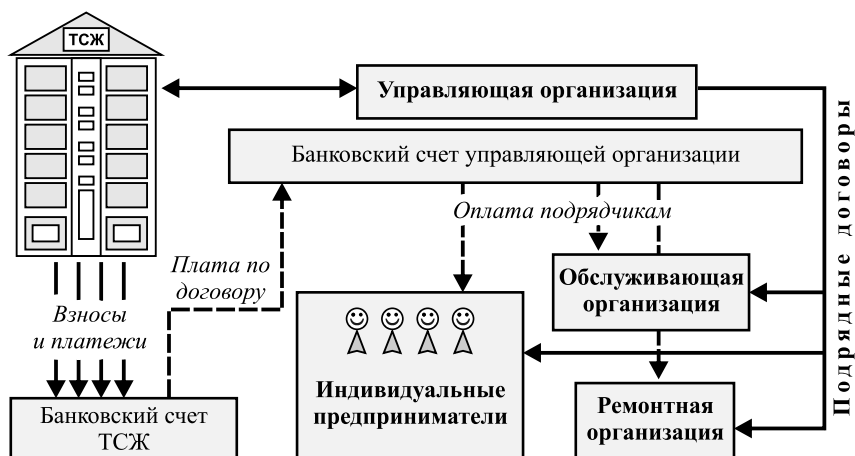 ТСЖ
Управляющая организация
Банковский счет управляющей организации
Оплата подрядчикам
Плата по
договору
Обслуживающая
организация
Взносы
и платежи
Индивидуальные
предприниматели
Ремонтная
организация
Банковский счет
ТСЖ
Подрядные договоры